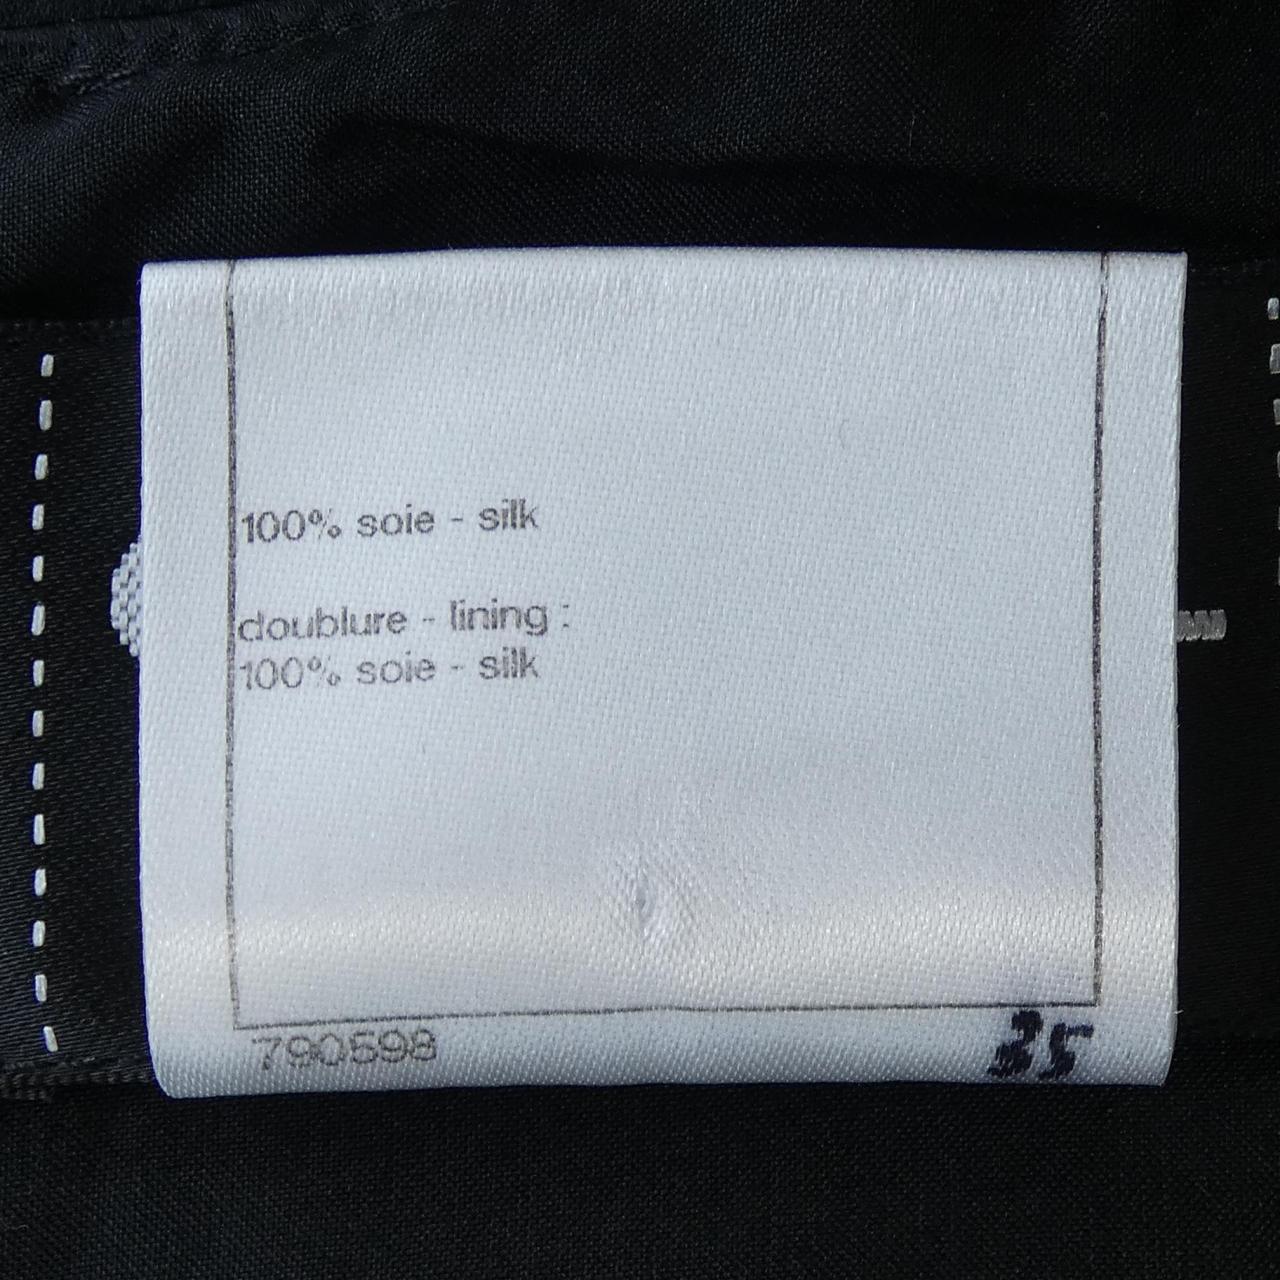 100% soie - silk
doublure - lining :
100% soie - silk
790598
35